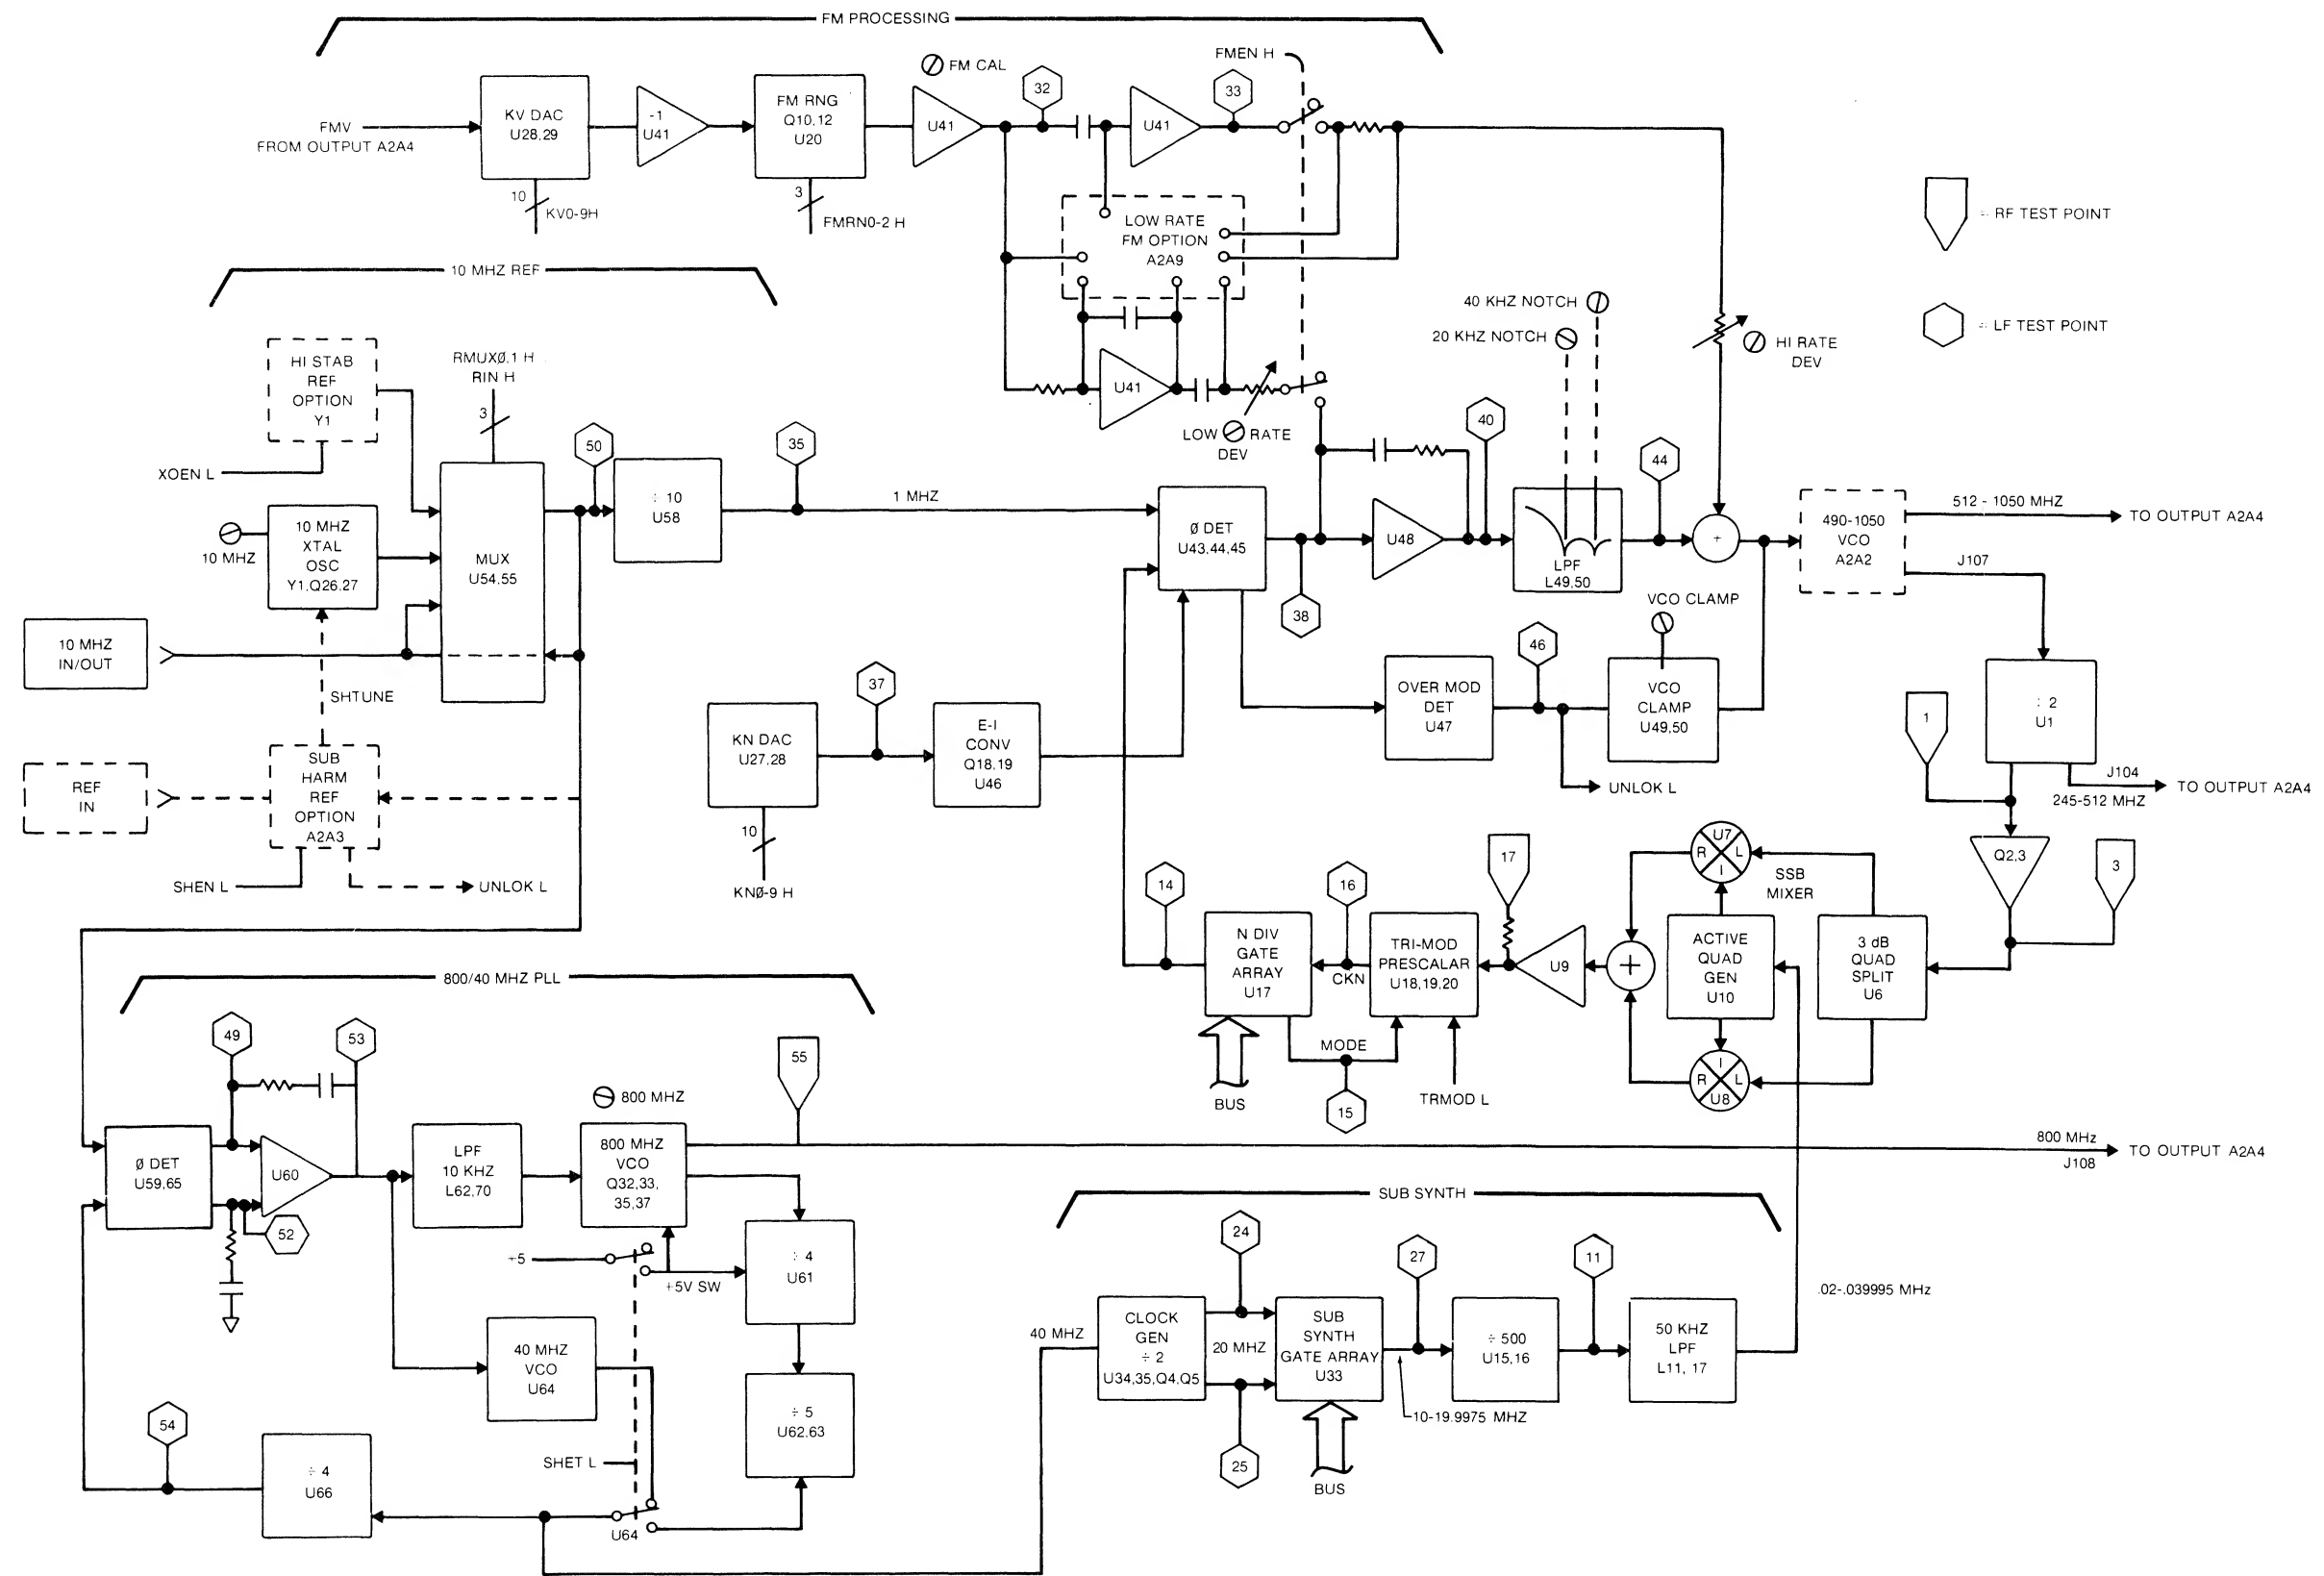 FM PROCESSING
FMV
FROM OUTPUT A2A4
KV DAC
U28,29
10
KV0-9H
-1
U41
FM RNG
Q10,12
U20
3
FMRN0-2 H
FM CAL
U41
32
U41
33
FMEN H
LOW RATE
FM OPTION
A2A9
U41
LOW RATE
DEV
40 KHZ NOTCH
20 KHZ NOTCH
HI RATE
DEV
= RF TEST POINT
= LF TEST POINT
10 MHZ REF
HI STAB
REF
OPTION
Y1
XOEN L
RMUXØ,1 H
RIN H
3
10 MHZ
10 MHZ
XTAL
OSC
Y1,Q26,27
MUX
U54,55
50
÷ 10
U58
35
1 MHZ
10 MHZ
IN/OUT
SHTUNE
REF
IN
SUB
HARM
REF
OPTION
A2A3
SHEN L
UNLOK L
Ø DET
U43,44,45
38
U48
40
LPF
L49,50
44
+
490-1050
VCO
A2A2
512 - 1050 MHZ
TO OUTPUT A2A4
J107
KN DAC
U27,28
10
KNØ-9 H
37
E-I
CONV
Q18,19
U46
OVER MOD
DET
U47
46
UNLOK L
VCO CLAMP
VCO
CLAMP
U49,50
÷ 2
U1
J104
245-512 MHZ
TO OUTPUT A2A4
1
Q2,3
3
14
N DIV
GATE
ARRAY
U17
BUS
16
CKN
TRI-MOD
PRESCALAR
U18,19,20
MODE
15
TRMOD L
17
U9
+
U7
R L
I
SSB
MIXER
ACTIVE
QUAD
GEN
U10
I
R L
U8
3 dB
QUAD
SPLIT
U6
800/40 MHZ PLL
49
53
Ø DET
U59,65
U60
52
LPF
10 KHZ
L62,70
800 MHZ
800 MHZ
VCO
Q32,33,
35,37
55
800 MHz
J108
TO OUTPUT A2A4
+5
+5V SW
÷ 4
U61
40 MHZ
VCO
U64
÷ 5
U62,63
SHET L
U64
54
÷ 4
U66
SUB SYNTH
40 MHZ
CLOCK
GEN
÷ 2
U34,35,Q4,Q5
24
20 MHZ
25
SUB
SYNTH
GATE ARRAY
U33
BUS
27
10-19.9975 MHZ
÷ 500
U15,16
11
50 KHZ
LPF
L11, 17
.02-.039995 MHz